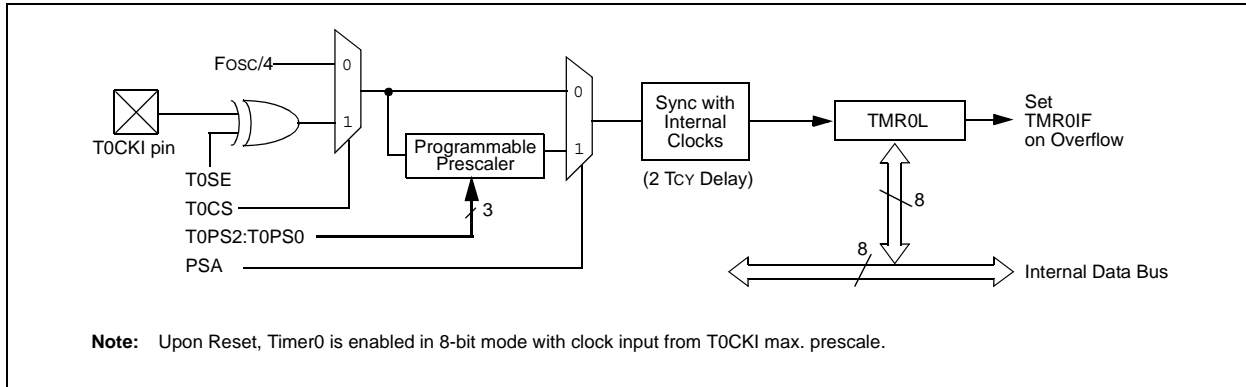 FOSC/4
0
1
T0CKI pin
T0SE
T0CS
T0PS2:T0PS0
PSA
Programmable
Prescaler
3
0
1
Sync with
Internal
Clocks
(2 TCY Delay)
TMR0L
Set
TMR0IF
on Overflow
8
8
Internal Data Bus
Note: Upon Reset, Timer0 is enabled in 8-bit mode with clock input from T0CKI max. prescale.